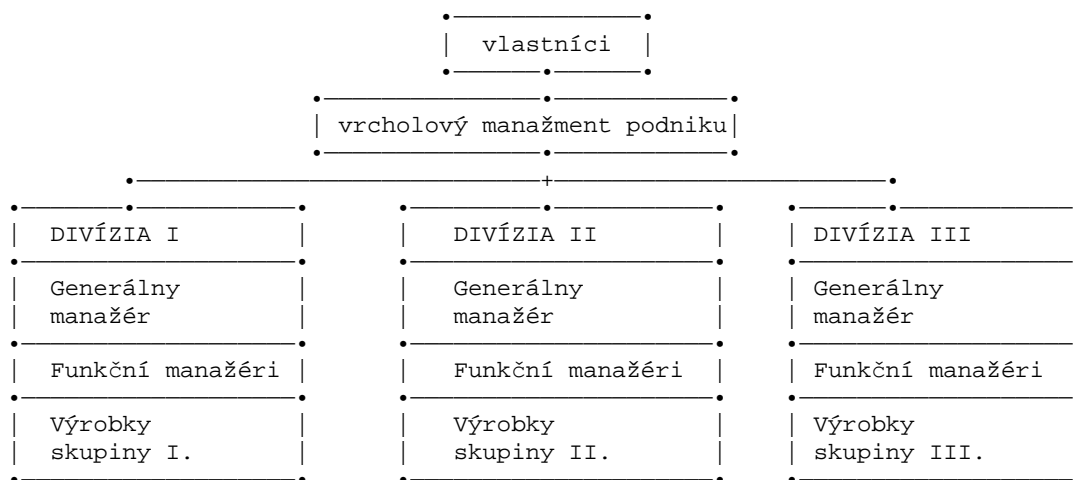 vlastníci
vrcholový manažment podniku
DIVÍZIA I DIVÍZIA II DIVÍZIA III
Generálny Generálny Generálny
manažér manažér manažér
Funkční manažéri Funkční manažéri Funkční manažéri
Výrobky Výrobky Výrobky
skupiny I. skupiny II. skupiny III.